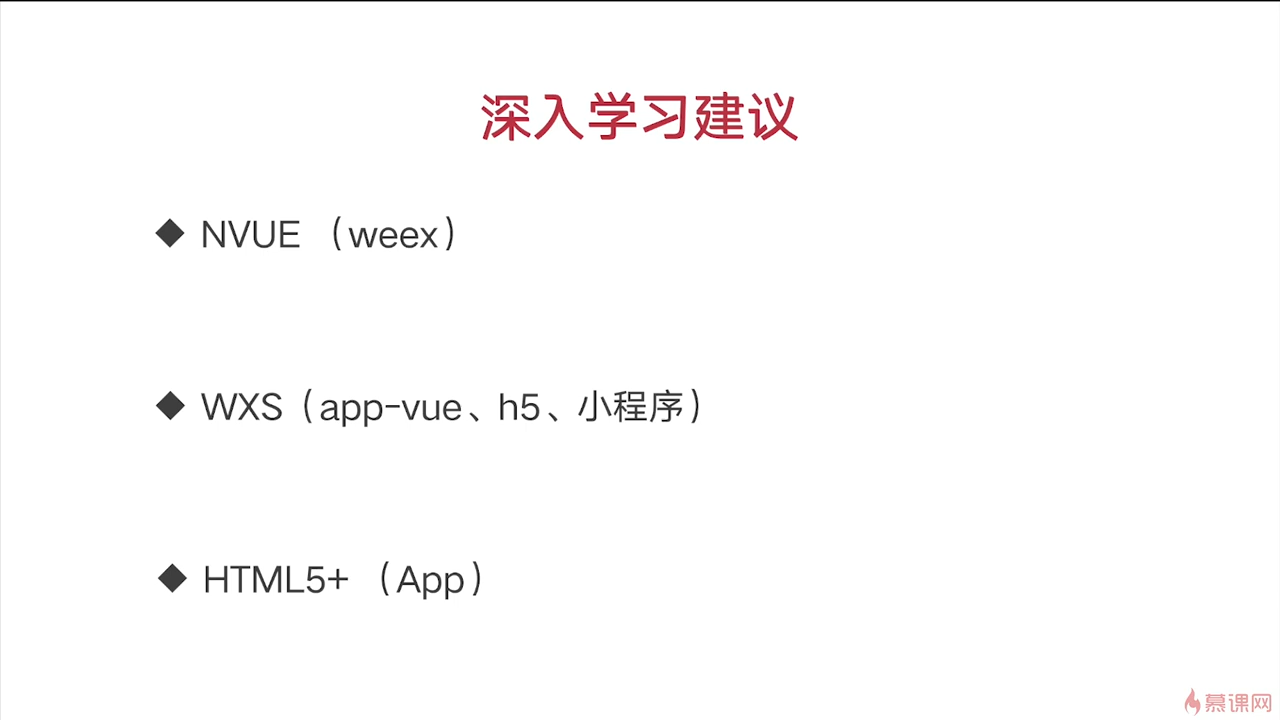 深入学习建议
◆ NVUE （weex）
◆ WXS（app-vue、h5、小程序）
◆ HTML5+ （App）
慕课网